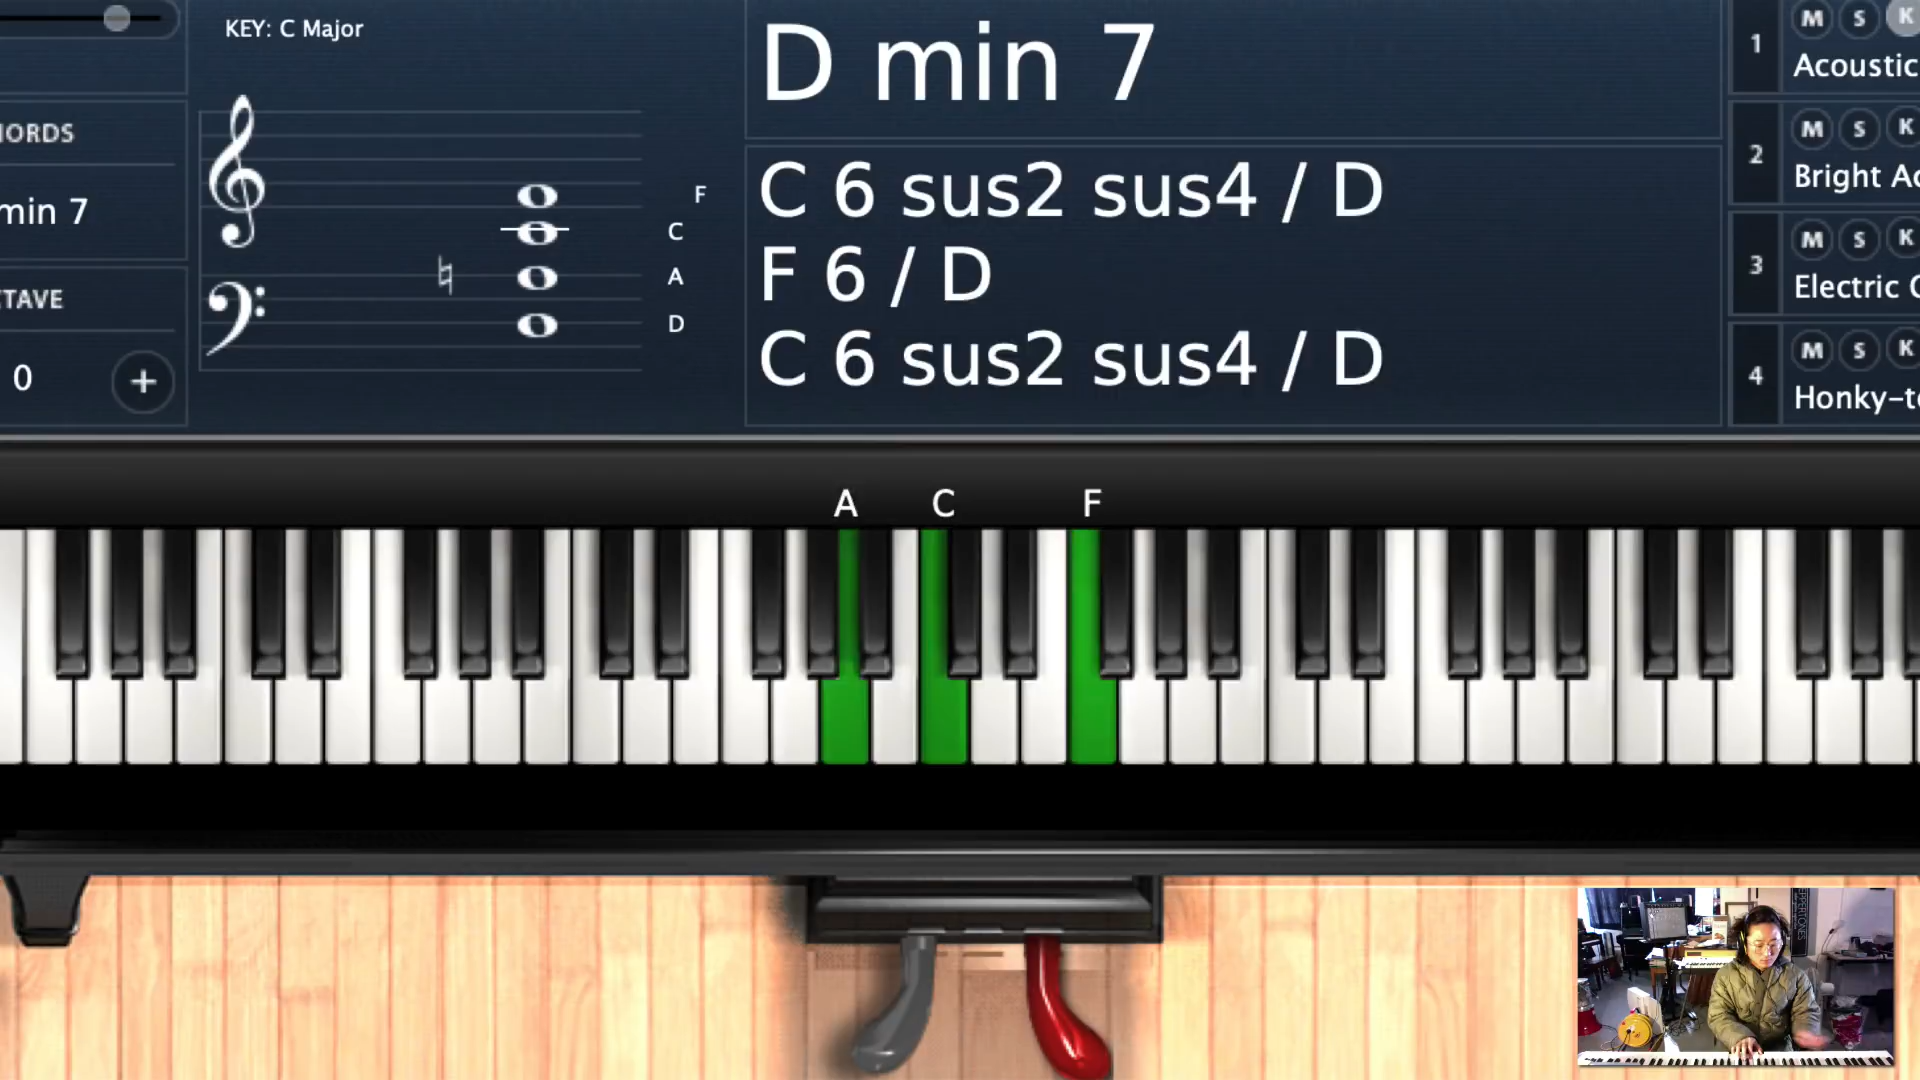 KEY: C Major
D min 7
HORDS
min 7
C 6 sus2 sus4 / D
F 6 / D
C 6 sus2 sus4 / D
F
C
A
D
TAVE
0 +
1 M S K
Acoustic
2 M S K
Bright Ac
3 M S K
Electric
4 M S K
Honky-to
A C F